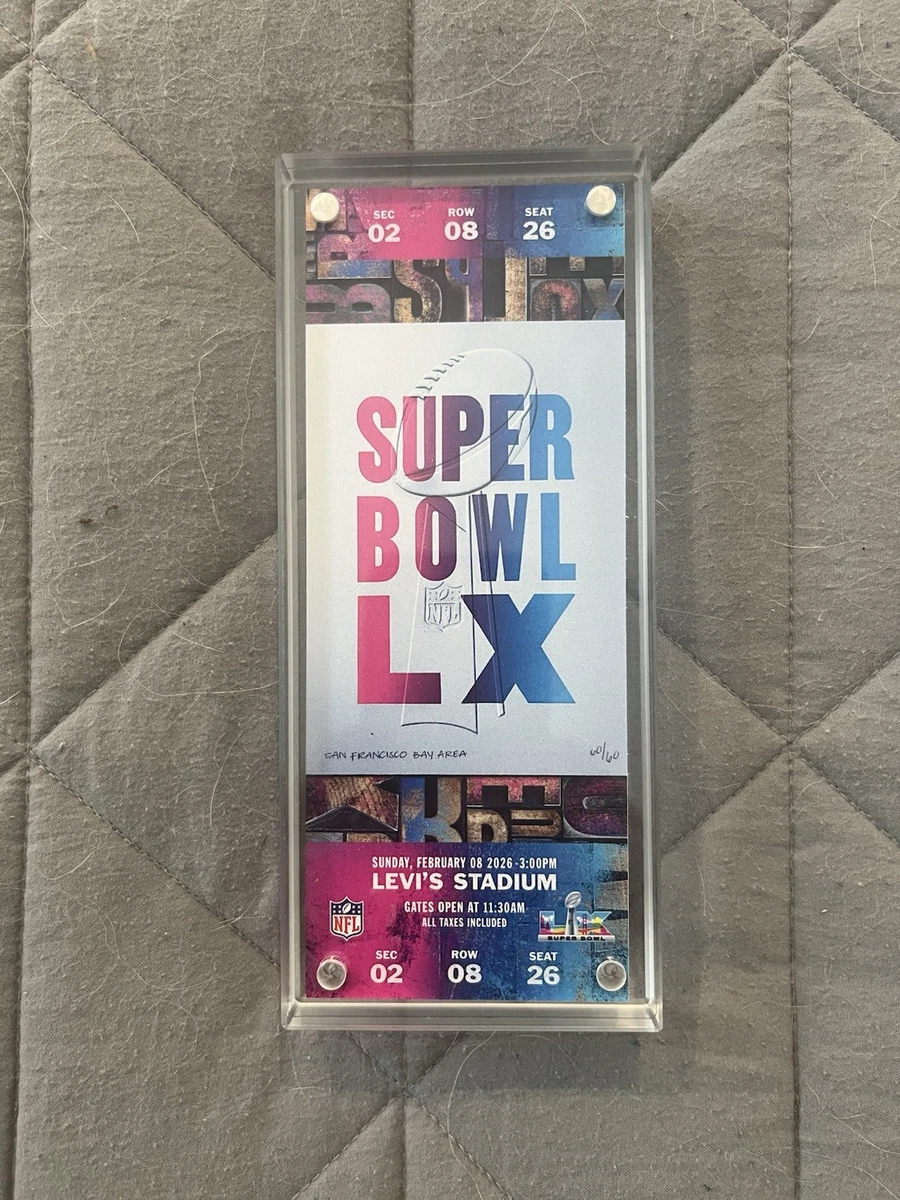 SEC ROW SEAT
02 08 26
SUPER
BOWL
NFL
LX
SAN FRANCISCO BAY AREA 60/60
SUNDAY, FEBRUARY 08 2026 · 3:00PM
LEVI'S STADIUM
GATES OPEN AT 11:30AM
ALL TAXES INCLUDED
NFL
LX
SUPER BOWL
SEC ROW SEAT
02 08 26